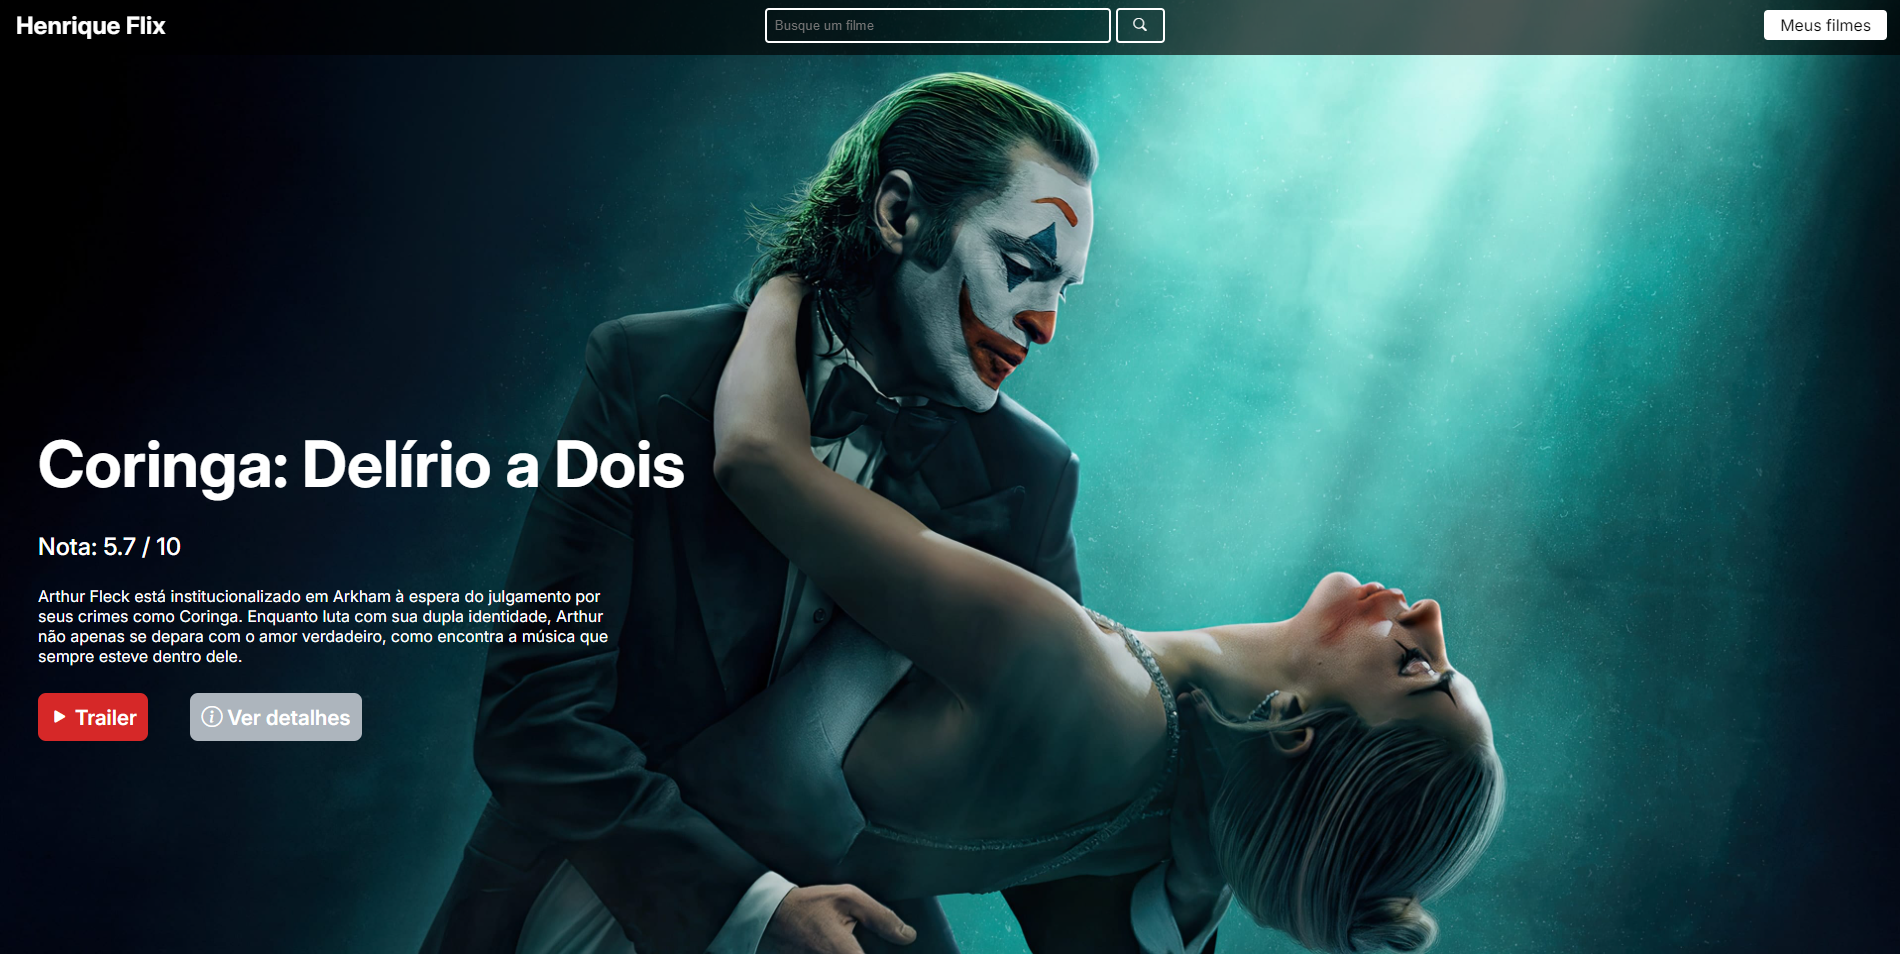 Henrique Flix
Busque um filme
Meus filmes
Coringa: Delírio a Dois
Nota: 5.7 / 10
Arthur Fleck está institucionalizado em Arkham à espera do julgamento por
seus crimes como Coringa. Enquanto luta com sua dupla identidade, Arthur
não apenas se depara com o amor verdadeiro, como encontra a música que
sempre esteve dentro dele.
Trailer
Ver detalhes